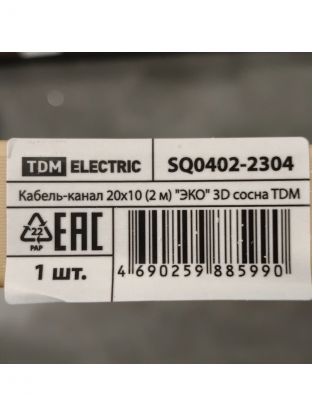 TDM ELECTRIC SQ0402-2304
Кабель-канал 20х10 (2 м) "ЭКО" 3D сосна TDM
22
PAP
EAC
1 шт.
4 690259 885990